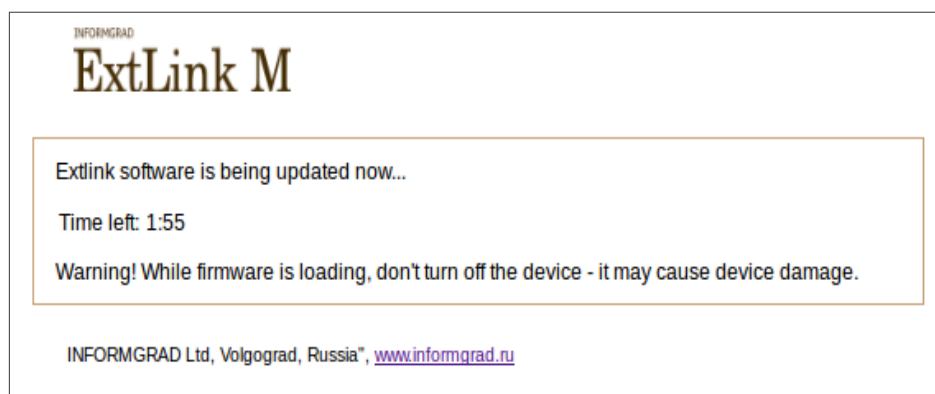 INFORMGRAD
ExtLink M
Extlink software is being updated now...
Time left: 1:55
Warning! While firmware is loading, don't turn off the device - it may cause device damage.
INFORMGRAD Ltd, Volgograd, Russia", www.informgrad.ru